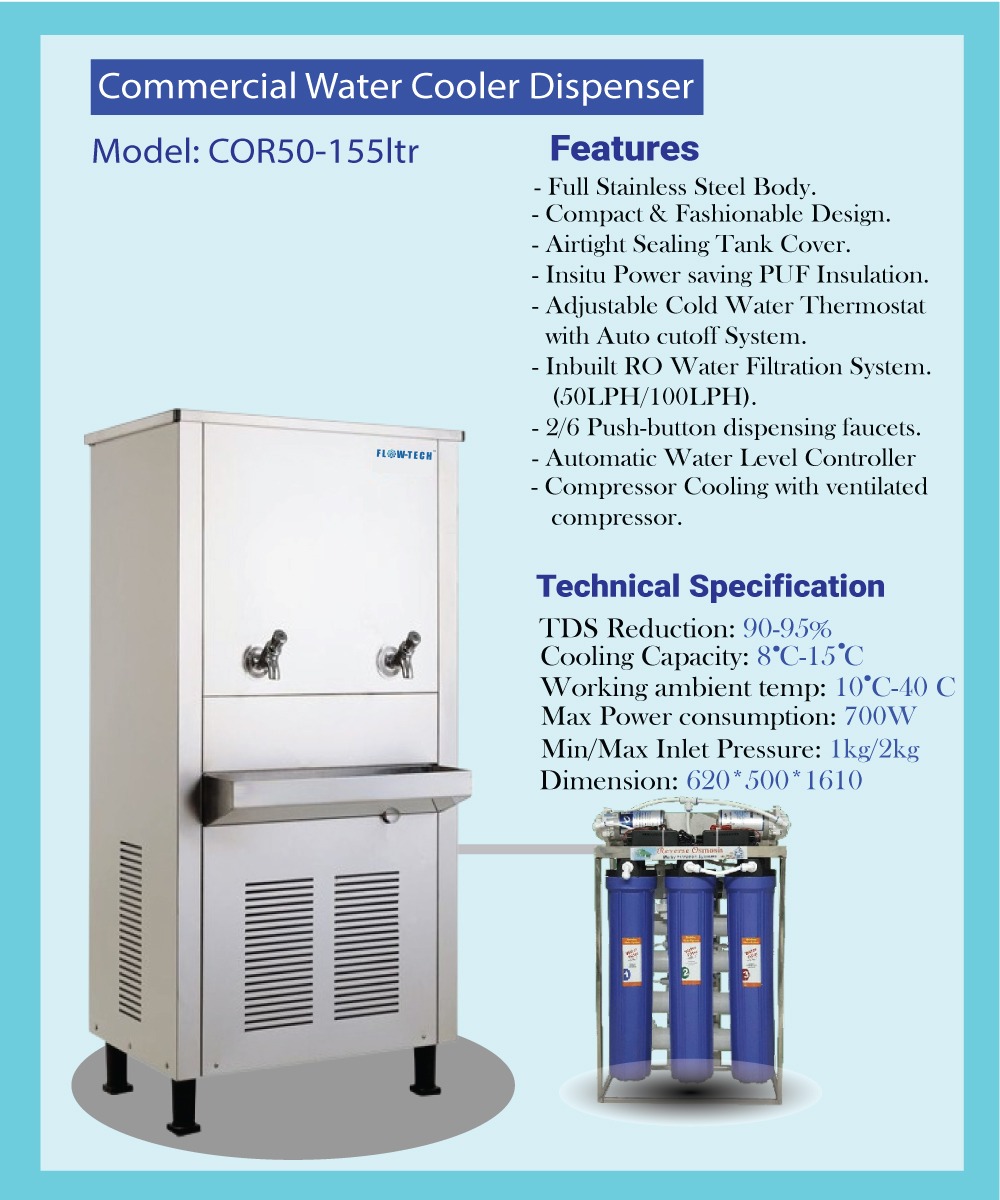 Commercial Water Cooler Dispenser
Model: COR50-155ltr
Features
- Full Stainless Steel Body.
- Compact & Fashionable Design.
- Airtight Sealing Tank Cover.
- Insitu Power saving PUF Insulation.
- Adjustable Cold Water Thermostat
with Auto cutoff System.
- Inbuilt RO Water Filtration System.
(50LPH/100LPH).
- 2/6 Push-button dispensing faucets.
- Automatic Water Level Controller
- Compressor Cooling with ventilated
compressor.
FLOW-TECH
Technical Specification
TDS Reduction: 90-95%
Cooling Capacity: 8°C-15°C
Working ambient temp: 10°C-40 C
Max Power consumption: 700W
Min/Max Inlet Pressure: 1kg/2kg
Dimension: 620*500*1610
Reverse Osmosis
1
2
3